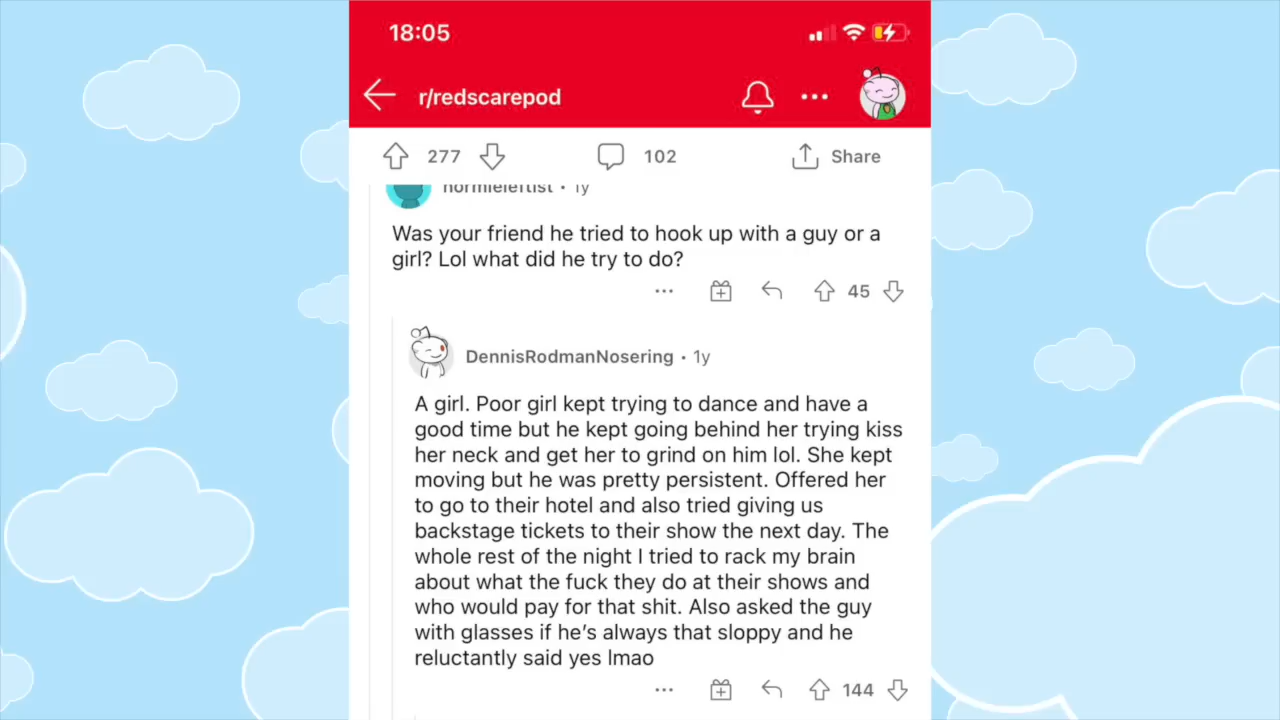 18:05
r/redscarepod
277
102
Share
normieleftist • 1y
Was your friend he tried to hook up with a guy or a
girl? Lol what did he try to do?
45
DennisRodmanNosering • 1y
A girl. Poor girl kept trying to dance and have a
good time but he kept going behind her trying kiss
her neck and get her to grind on him lol. She kept
moving but he was pretty persistent. Offered her
to go to their hotel and also tried giving us
backstage tickets to their show the next day. The
whole rest of the night I tried to rack my brain
about what the fuck they do at their shows and
who would pay for that shit. Also asked the guy
with glasses if he’s always that sloppy and he
reluctantly said yes lmao
144